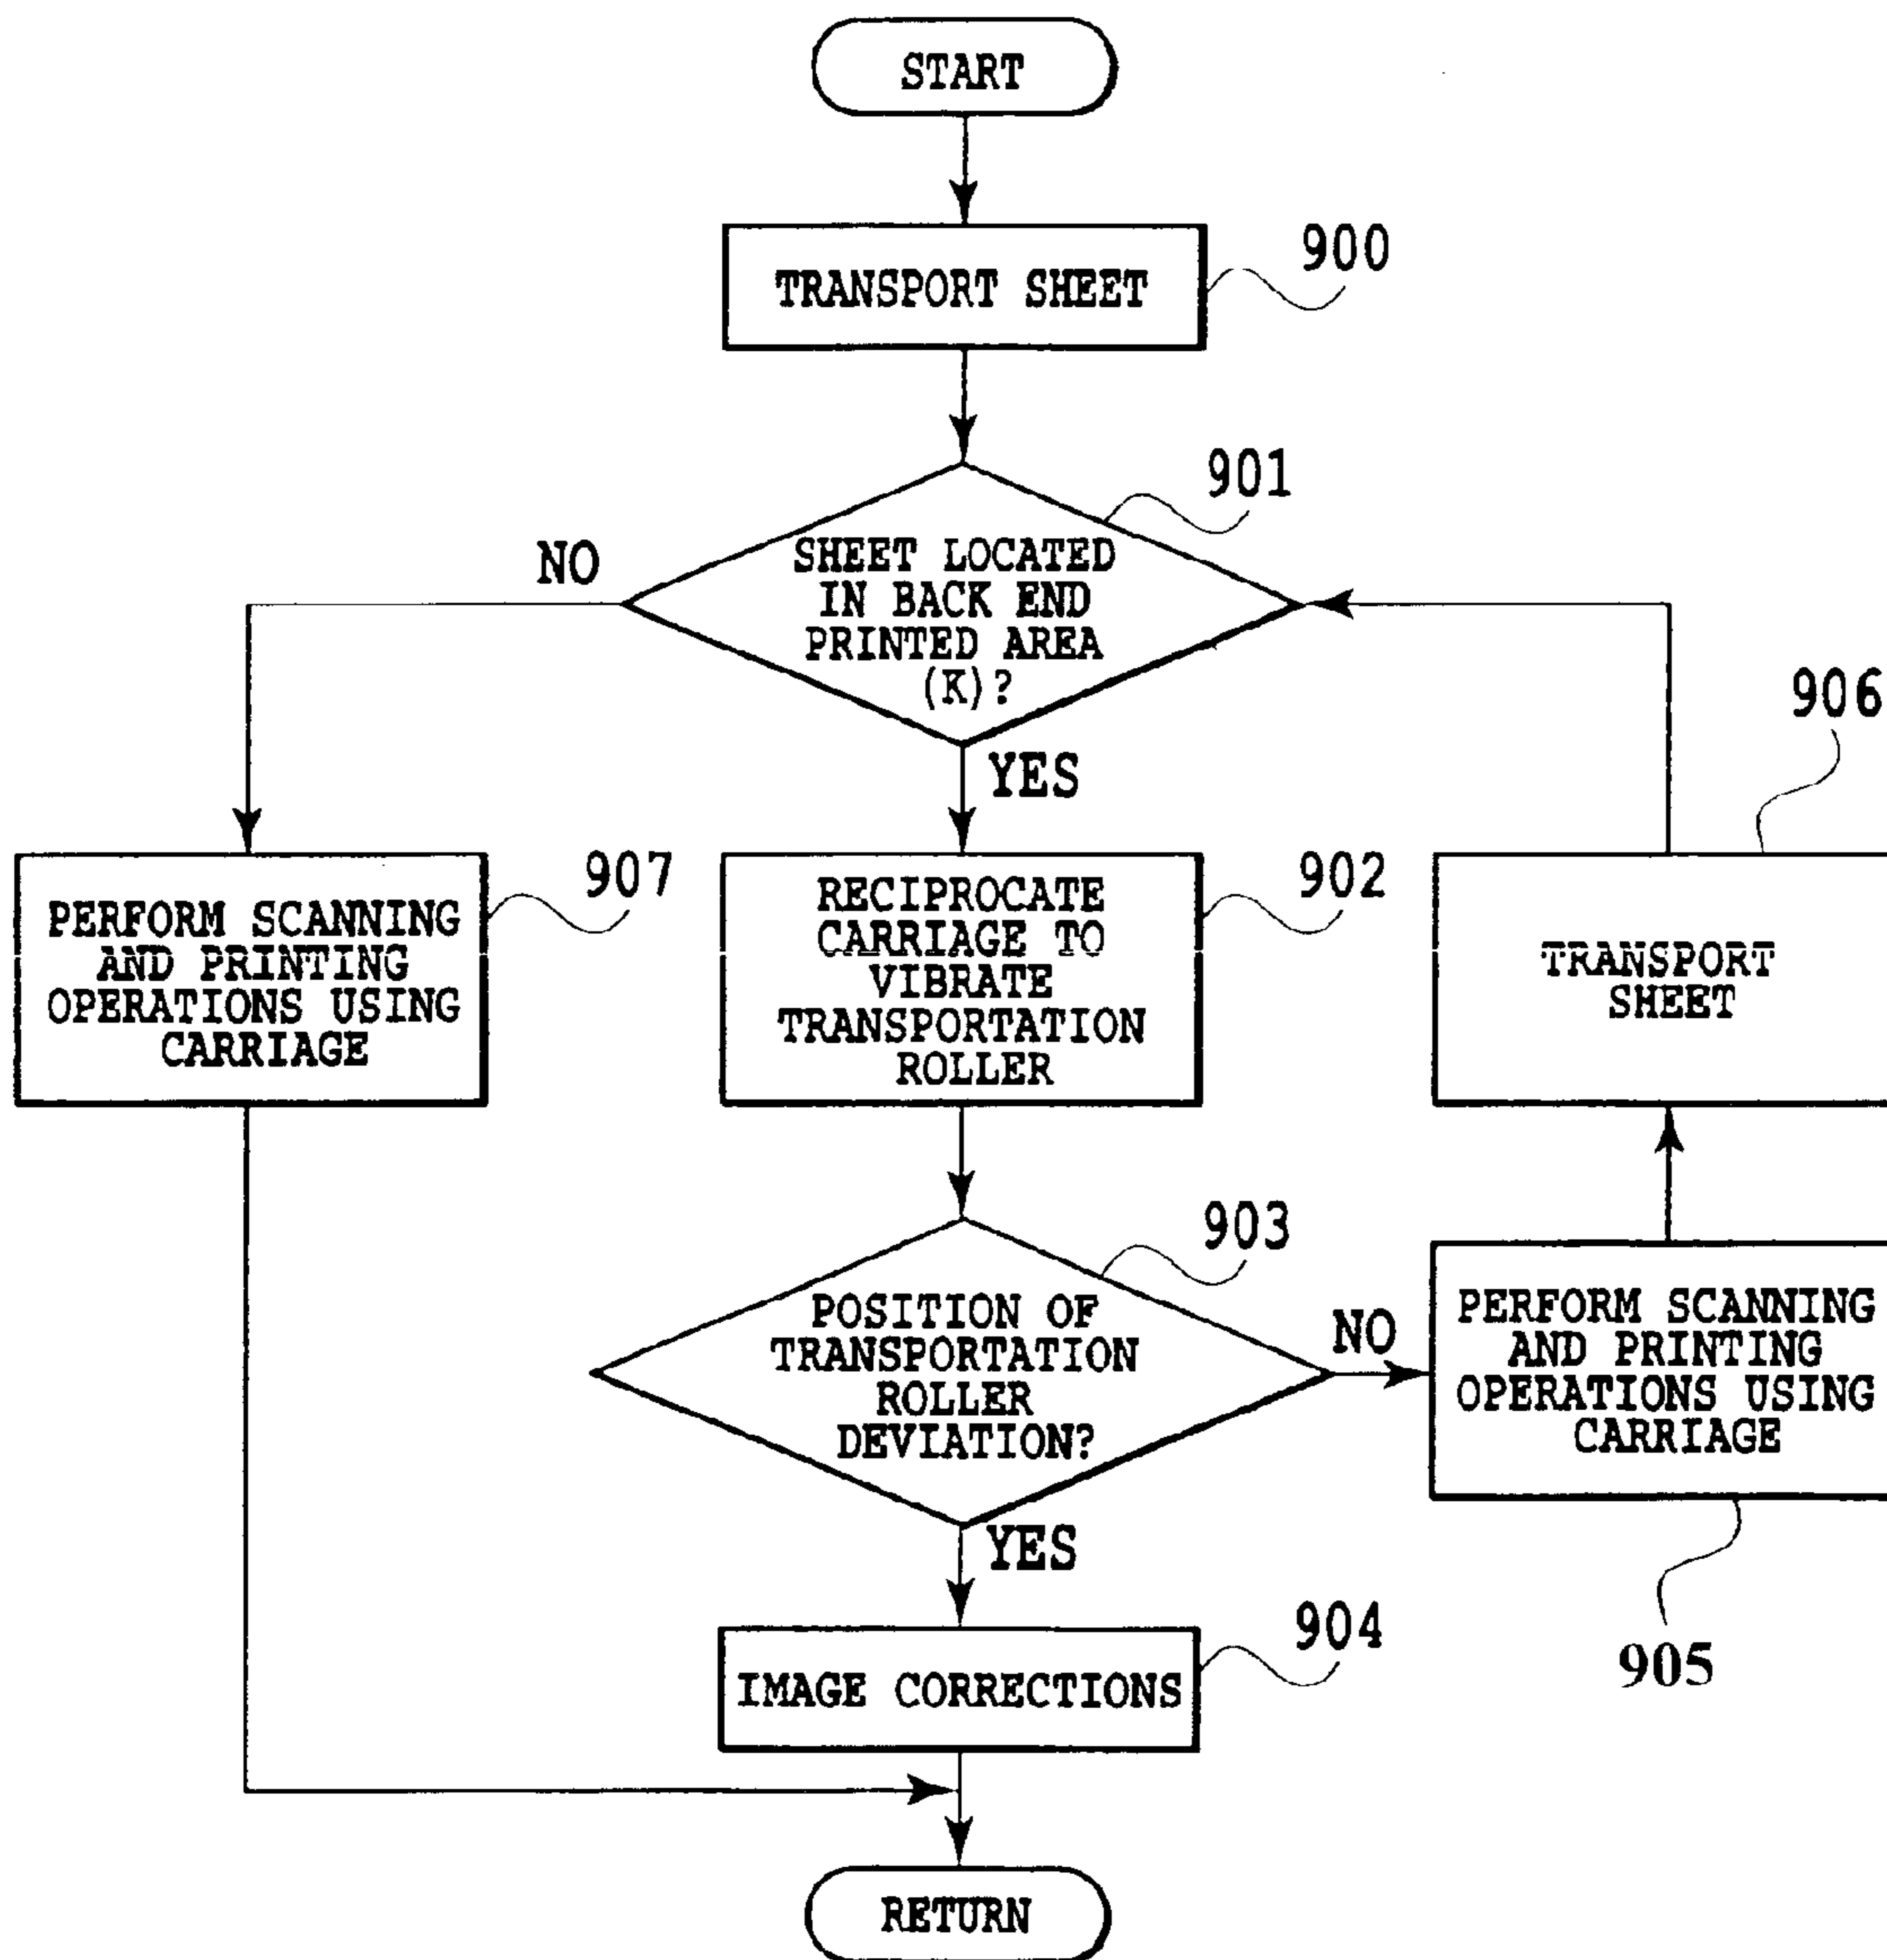 START
TRANSPORT SHEET
900
901
SHEET LOCATED
IN BACK END
PRINTED AREA
(K)?
NO
YES
906
907
PERFORM SCANNING
AND PRINTING
OPERATIONS USING
CARRIAGE
902
RECIPROCATE
CARRIAGE TO
VIBRATE
TRANSPORTATION
ROLLER
TRANSPORT
SHEET
903
POSITION OF
TRANSPORTATION
ROLLER
DEVIATION?
NO
PERFORM SCANNING
AND PRINTING
OPERATIONS USING
CARRIAGE
905
YES
904
IMAGE CORRECTIONS
RETURN